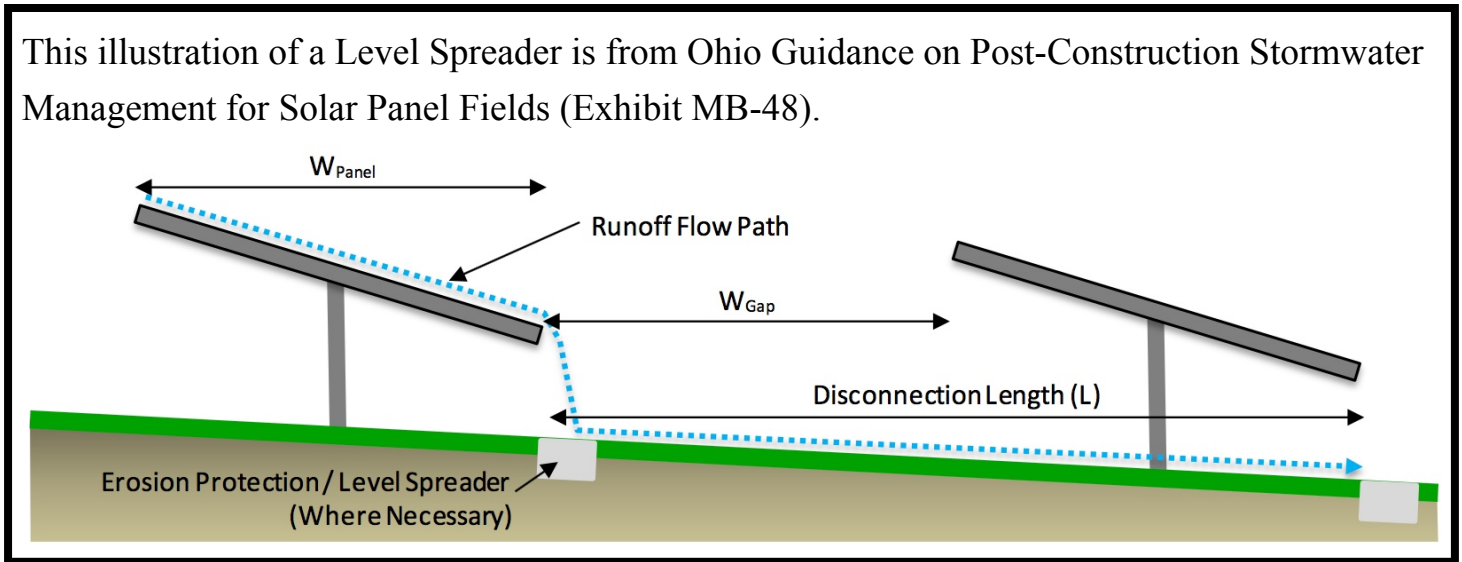 This illustration of a Level Spreader is from Ohio Guidance on Post-Construction Stormwater
Management for Solar Panel Fields (Exhibit MB-48).
WPanel
Runoff Flow Path
WGap
Disconnection Length (L)
Erosion Protection / Level Spreader
(Where Necessary)